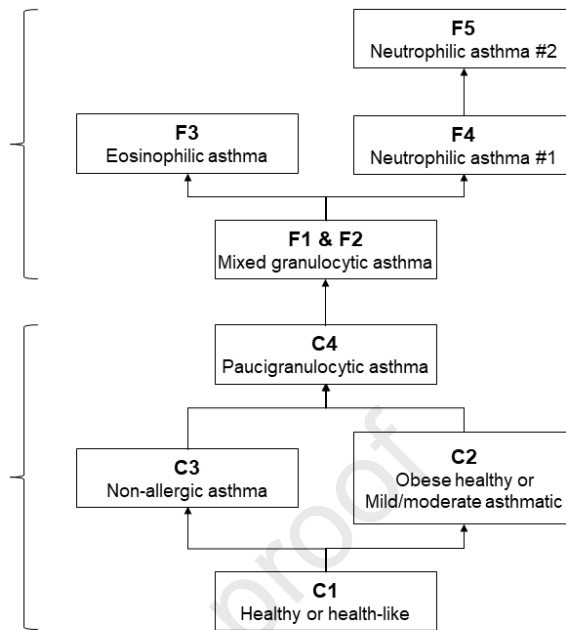 F5
Neutrophilic asthma #2
F3
Eosinophilic asthma
F4
Neutrophilic asthma #1
F1 & F2
Mixed granulocytic asthma
C4
Paucigranulocytic asthma
C3
Non-allergic asthma
C2
Obese healthy or
Mild/moderate asthmatic
C1
Healthy or health-like
proof